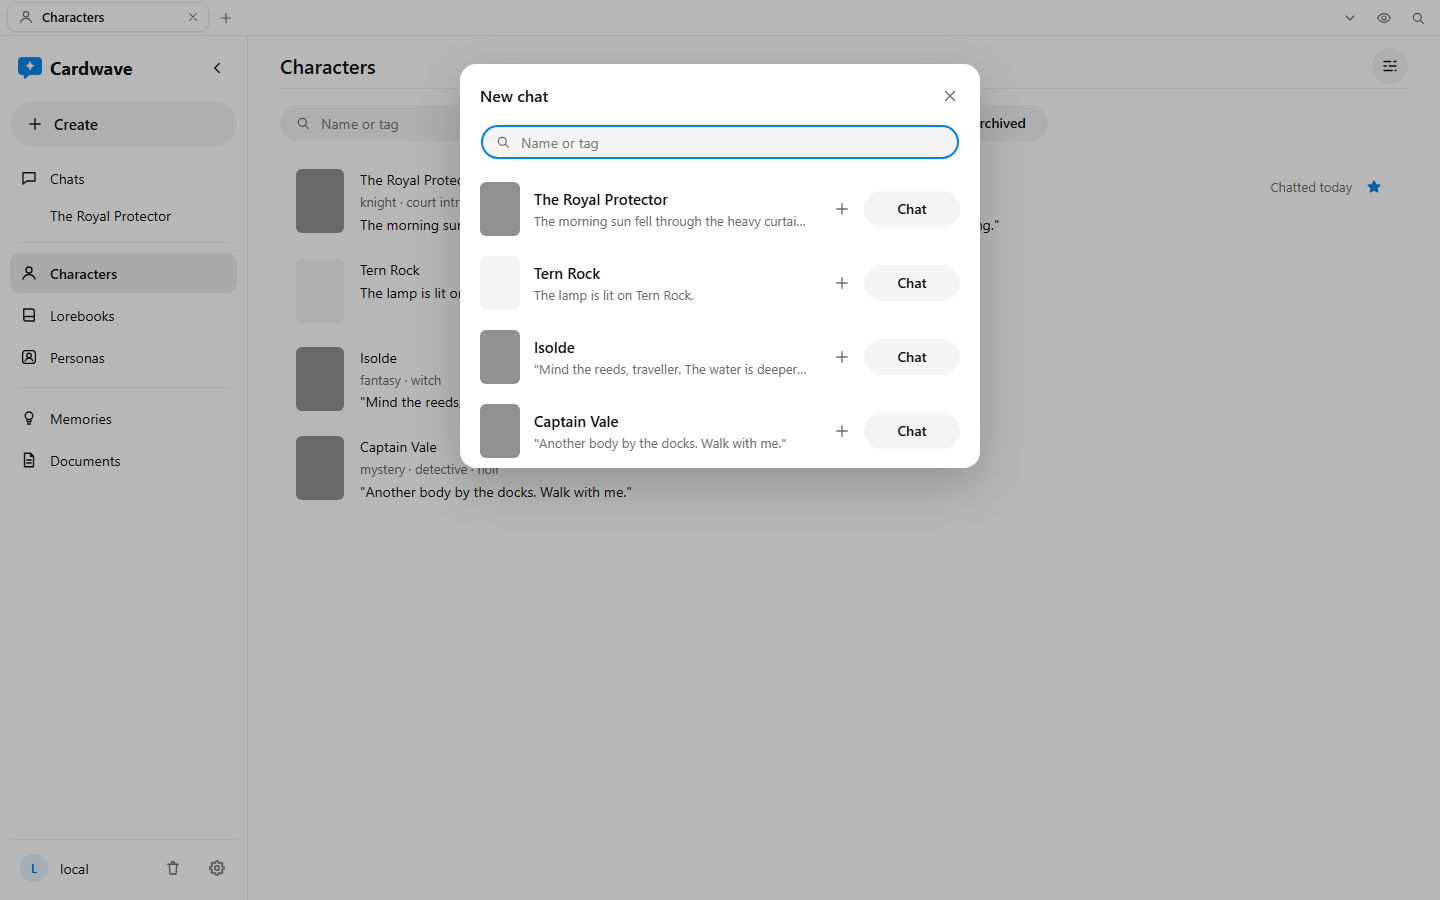 Characters
Cardwave
Create
Chats
The Royal Protector
Characters
Lorebooks
Personas
Memories
Documents
L local
Characters
Name or tag
rchived
The Royal Protec
knight · court intr
The morning sun
ng."
Chatted today
Tern Rock
The lamp is lit o
Isolde
fantasy · witch
"Mind the reeds,
Captain Vale
mystery · detective · noir
"Another body by the docks. Walk with me."
New chat
Name or tag
The Royal Protector
The morning sun fell through the heavy curtai...
Chat
Tern Rock
The lamp is lit on Tern Rock.
Chat
Isolde
"Mind the reeds, traveller. The water is deeper...
Chat
Captain Vale
"Another body by the docks. Walk with me."
Chat